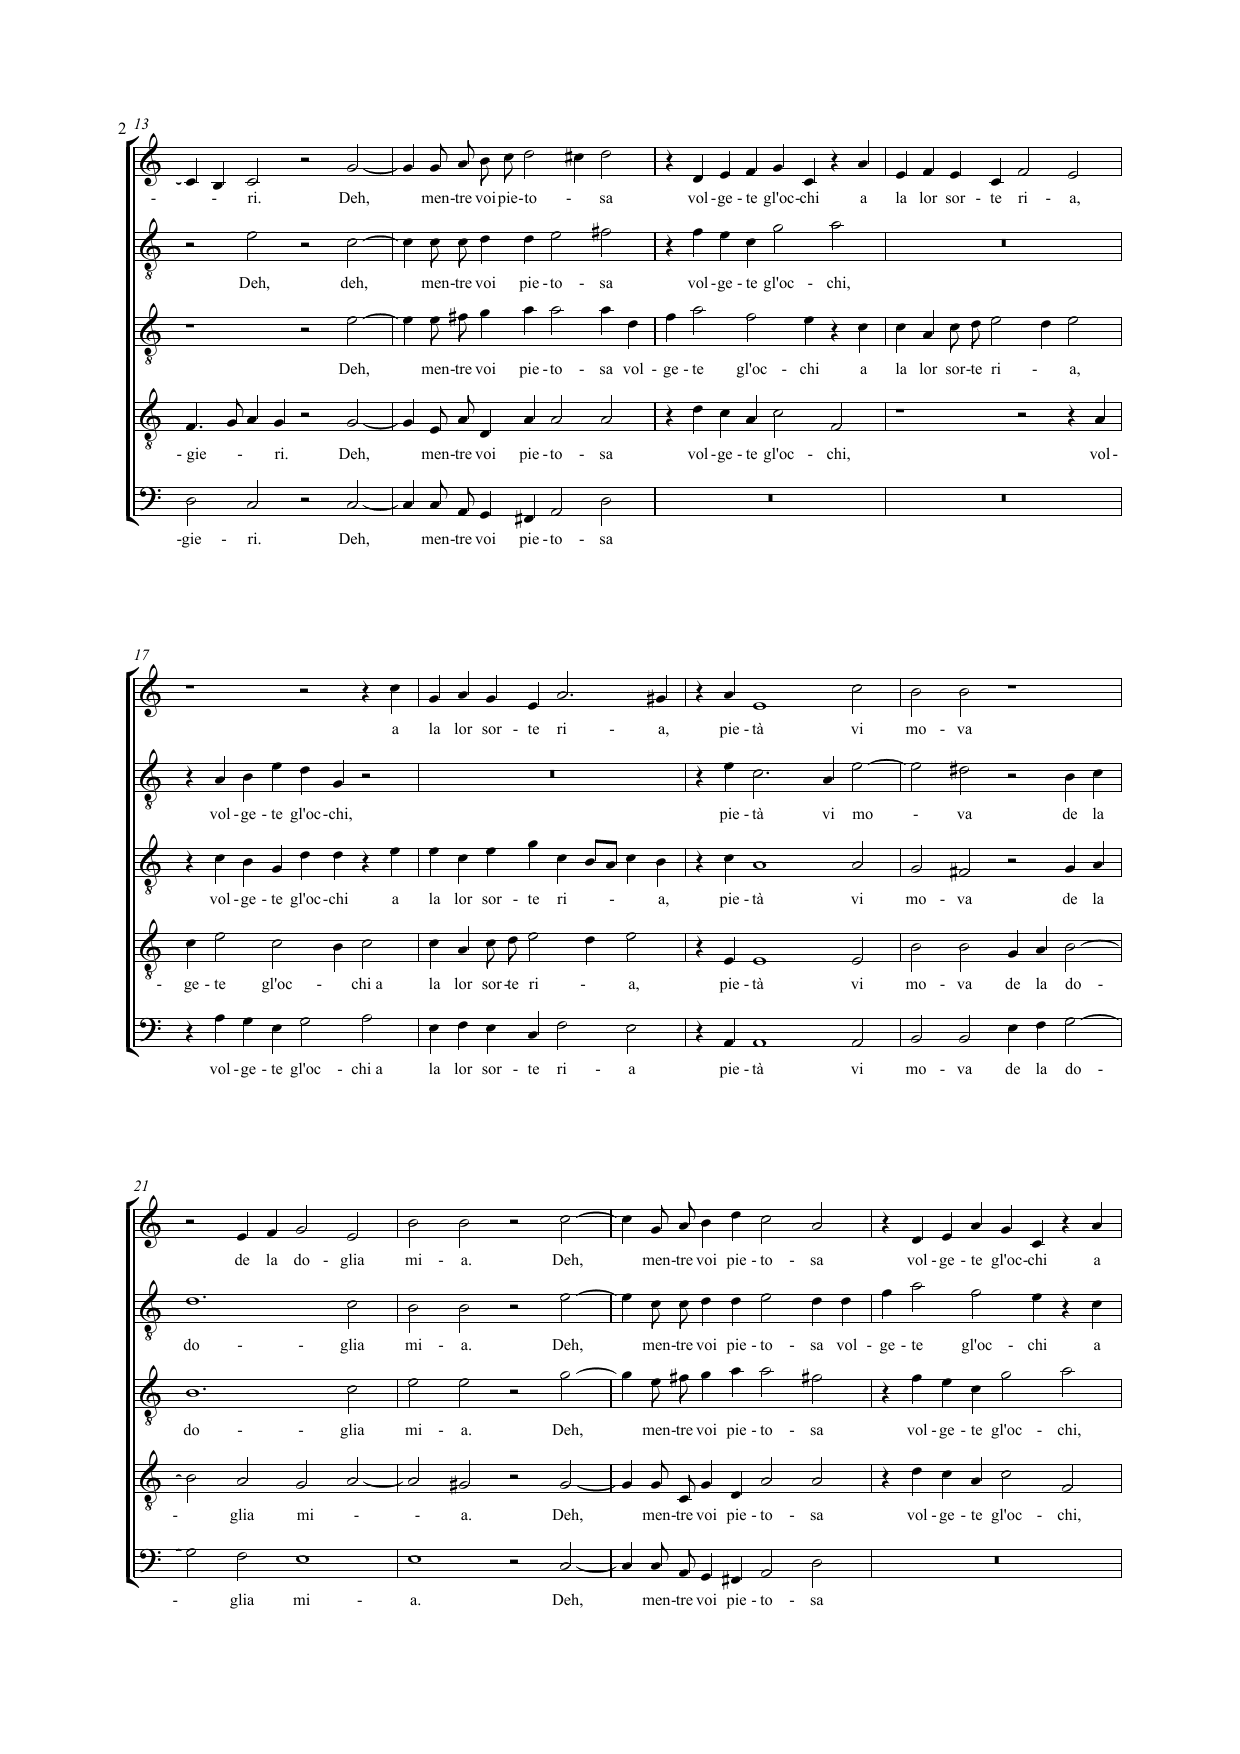 2 13
- - ri. Deh, men-tre voi pie-to - sa vol-ge-te gl'oc-chi a la lor sor-te ri-a,
Deh, deh, men-tre voi pie-to-sa vol-ge-te gl'oc-chi,
Deh, men-tre voi pie-to-sa vol-ge-te gl'oc-chi a la lor sor-te ri - a,
-gie - ri. Deh, men-tre voi pie-to-sa vol-ge-te gl'oc-chi, vol-
-gie - ri. Deh, men-tre voi pie-to-sa
17
a la lor sor-te ri - a, pie-tà vi mo-va
vol-ge-te gl'oc-chi, pie-tà vi mo - va de la
vol-ge-te gl'oc-chi a la lor sor-te ri - a, pie-tà vi mo-va de la
- ge-te gl'oc - chi a la lor sor-te ri - a, pie-tà vi mo-va de la do-
vol-ge-te gl'oc-chi a la lor sor-te ri-a pie-tà vi mo-va de la do-
21
de la do-glia mi-a. Deh, men-tre voi pie-to-sa vol-ge-te gl'oc-chi a
do - - glia mi-a. Deh, men-tre voi pie-to-sa vol-ge-te gl'oc-chi a
do - - glia mi-a. Deh, men-tre voi pie-to-sa vol-ge-te gl'oc-chi,
- glia mi - - a. Deh, men-tre voi pie-to-sa vol-ge-te gl'oc-chi,
- glia mi - a. Deh, men-tre voi pie-to-sa